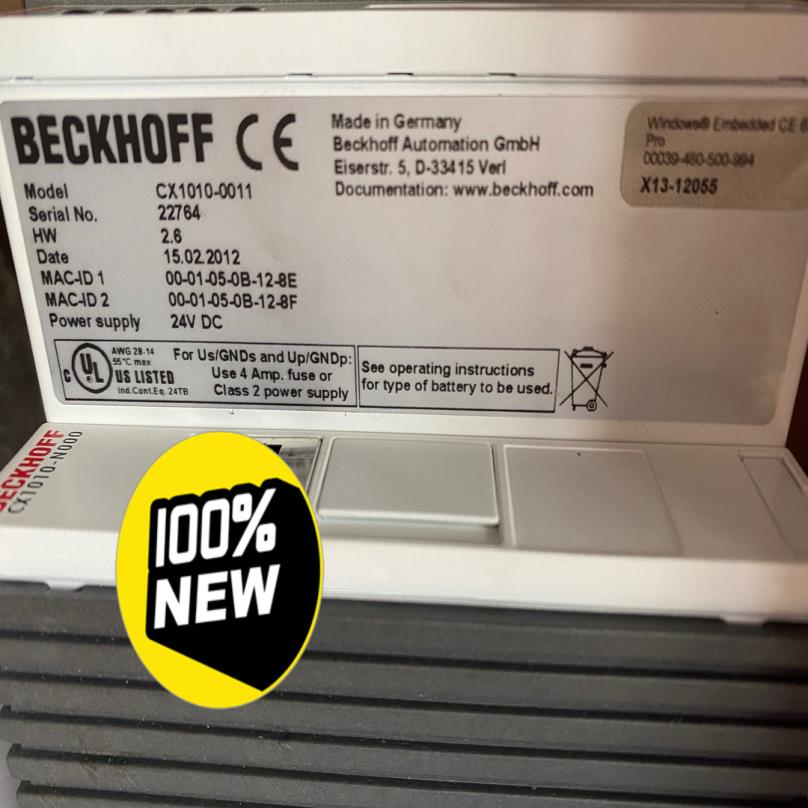 BECKHOFF CE
Made in Germany
Beckhoff Automation GmbH
Eiserstr. 5, D-33415 Verl
Documentation: www.beckhoff.com
Windows® Embedded CE 6
Pro
00039-480-500-994
X13-12055
Model CX1010-0011
Serial No. 22764
HW 2.6
Date 15.02.2012
MAC-ID 1 00-01-05-0B-12-8E
MAC-ID 2 00-01-05-0B-12-8F
Power supply 24V DC
C UL US LISTED
AWG 28-14
55°C max
Ind.Cont.Eq. 24TB
For Us/GNDs and Up/GNDp:
Use 4 Amp. fuse or
Class 2 power supply
See operating instructions
for type of battery to be used.
BECKHOFF
CX1010-N000
100%
NEW